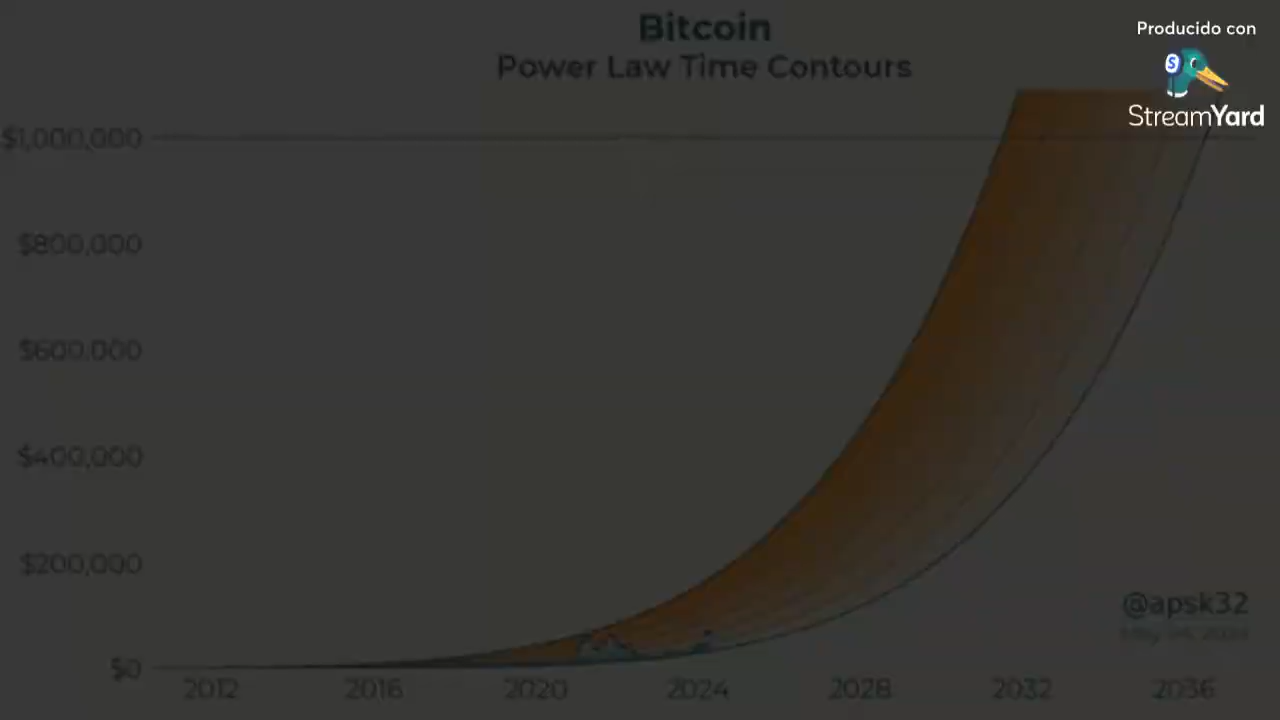 Bitcoin
Power Law Time Contours
Producido con
S
StreamYard
$1,000,000
$800,000
$600,000
$400,000
$200,000
$0
@apsk32
2012
2016
2020
2024
2028
2032
2036